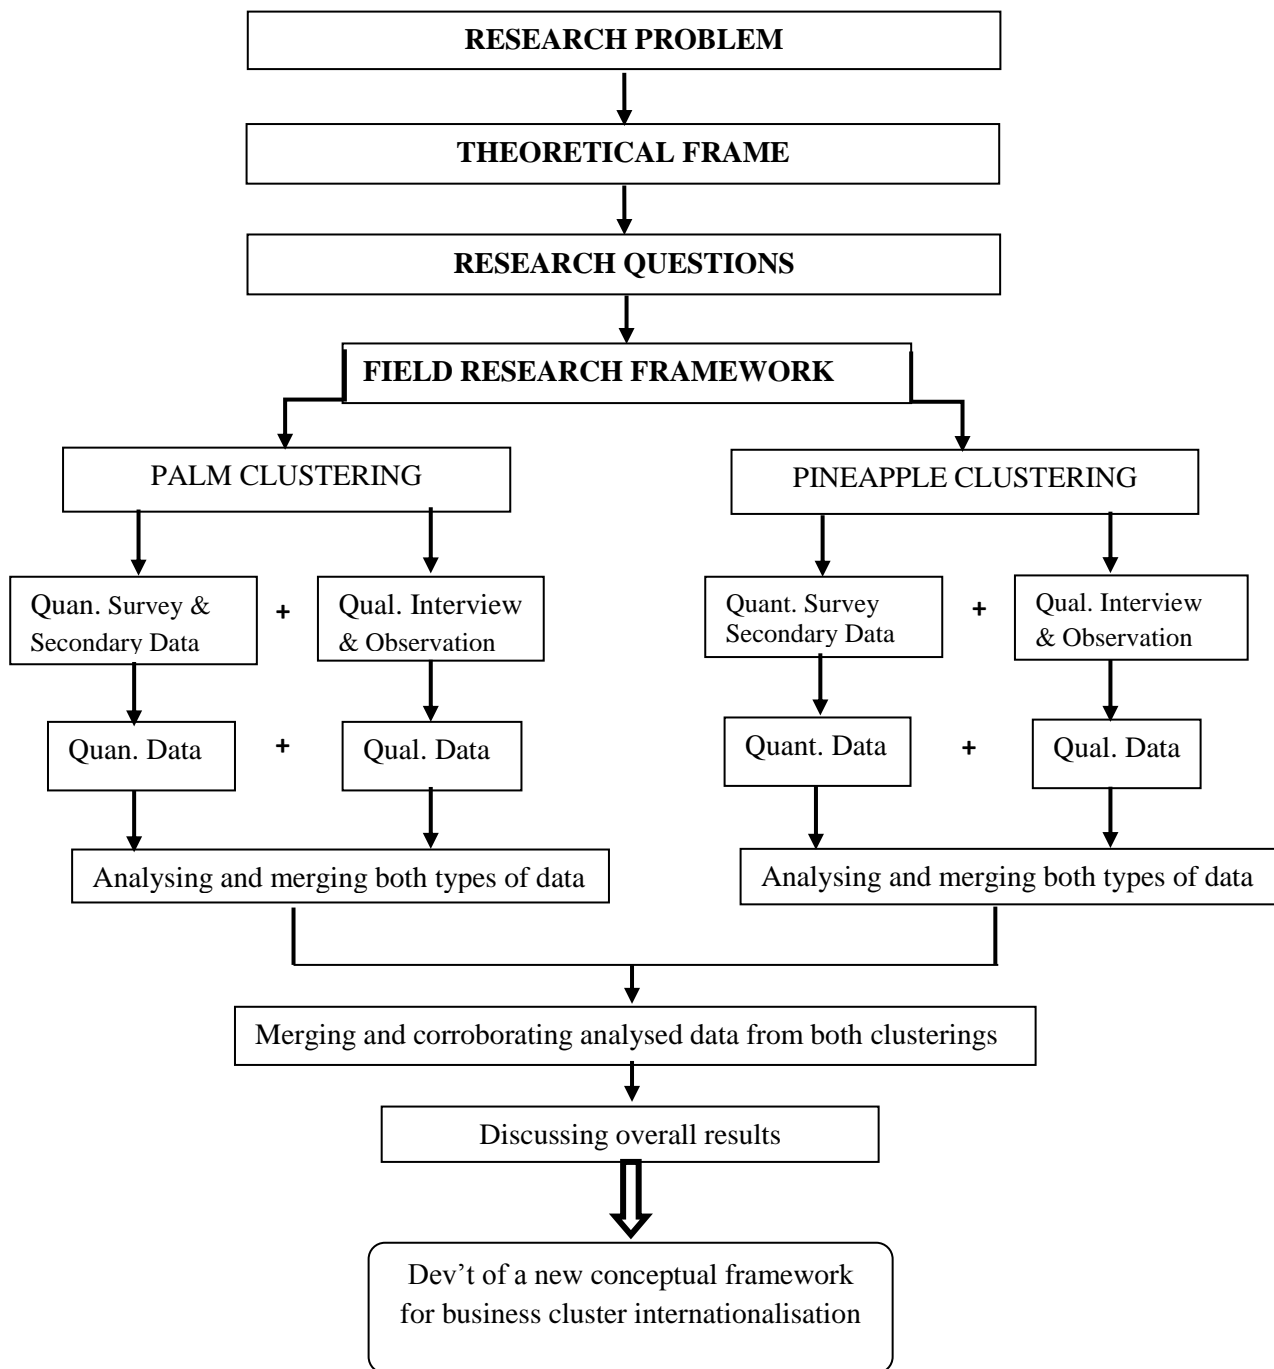 RESEARCH PROBLEM
THEORETICAL FRAME
RESEARCH QUESTIONS
FIELD RESEARCH FRAMEWORK
PALM CLUSTERING
PINEAPPLE CLUSTERING
Quan. Survey &
Secondary Data
+
Qual. Interview
& Observation
Quant. Survey
Secondary Data
+
Qual. Interview
& Observation
Quan. Data
+
Qual. Data
Quant. Data
+
Qual. Data
Analysing and merging both types of data
Analysing and merging both types of data
Merging and corroborating analysed data from both clusterings
Discussing overall results
Dev’t of a new conceptual framework
for business cluster internationalisation